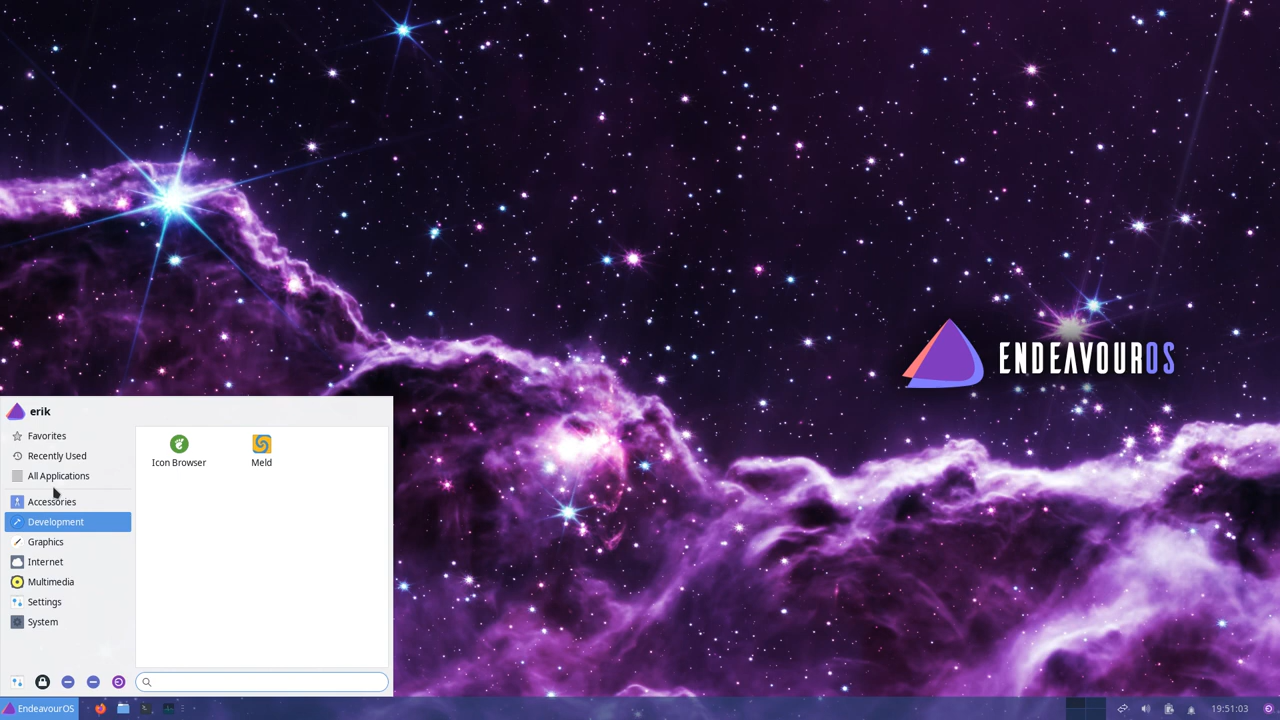 ENDEAVOUROS
erik
Favorites
Recently Used
All Applications
Accessories
Development
Graphics
Internet
Multimedia
Settings
System
Icon Browser
Meld
EndeavourOS
19:51:03